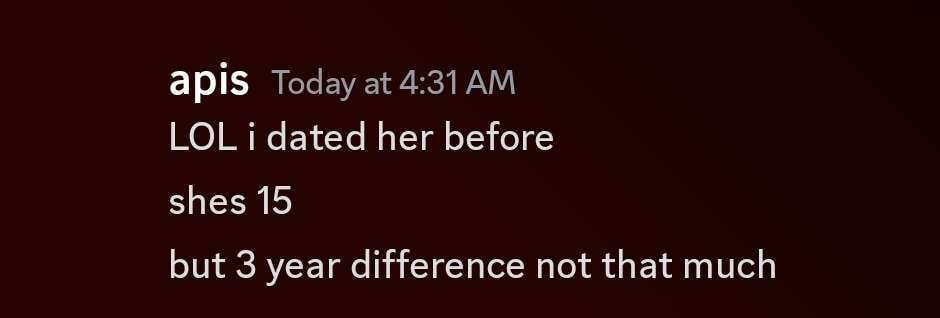 apis Today at 4:31 AM
LOL i dated her before
shes 15
but 3 year difference not that much